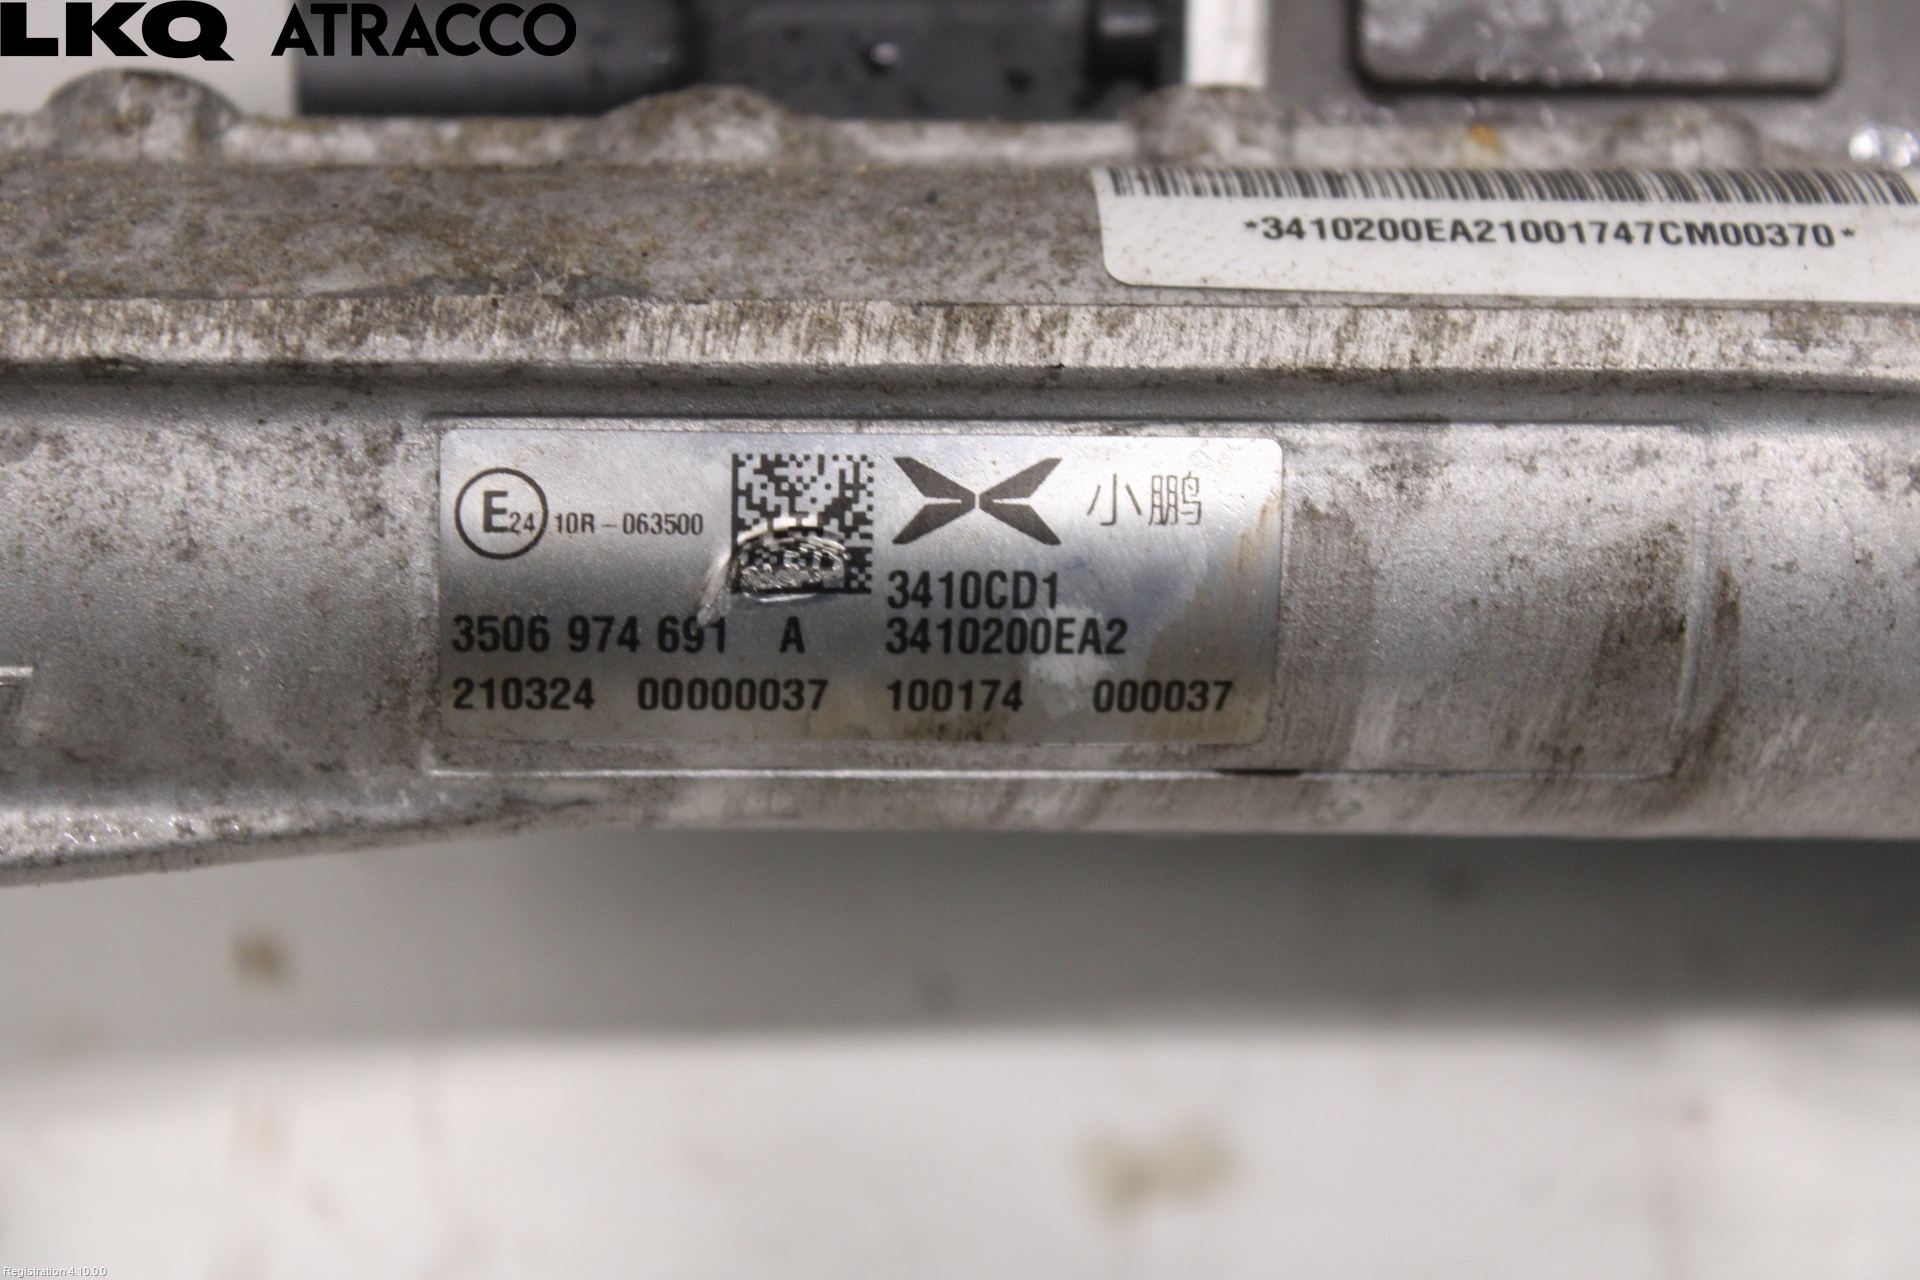 LKQ ATRACCO
*3410200EA21001747CM00370*
E24 10R-063500
小鹏
3410CD1
3506 974 691 A 3410200EA2
210324 00000037 100174 000037
Registration 4.10.0.0